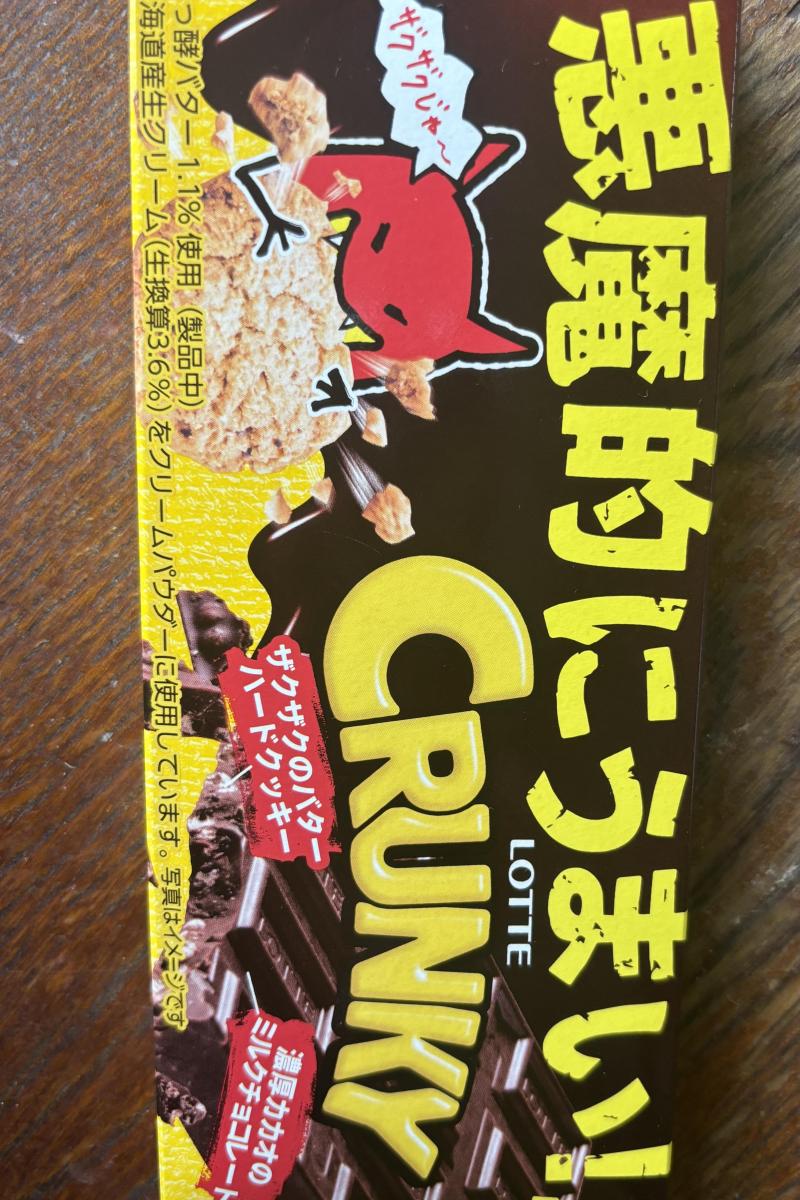 悪魔的にうまい!
ザクザクじゃ〜
LOTTE
CRUNKY
ザクザクのバター
ハードクッキー
濃厚カカオの
ミルクチョコレート
っ酵バター 1.1% 使用 (製品中)
海道産生クリーム (生換算3.6%) をクリームパウダーに使用しています。写真はイメージです